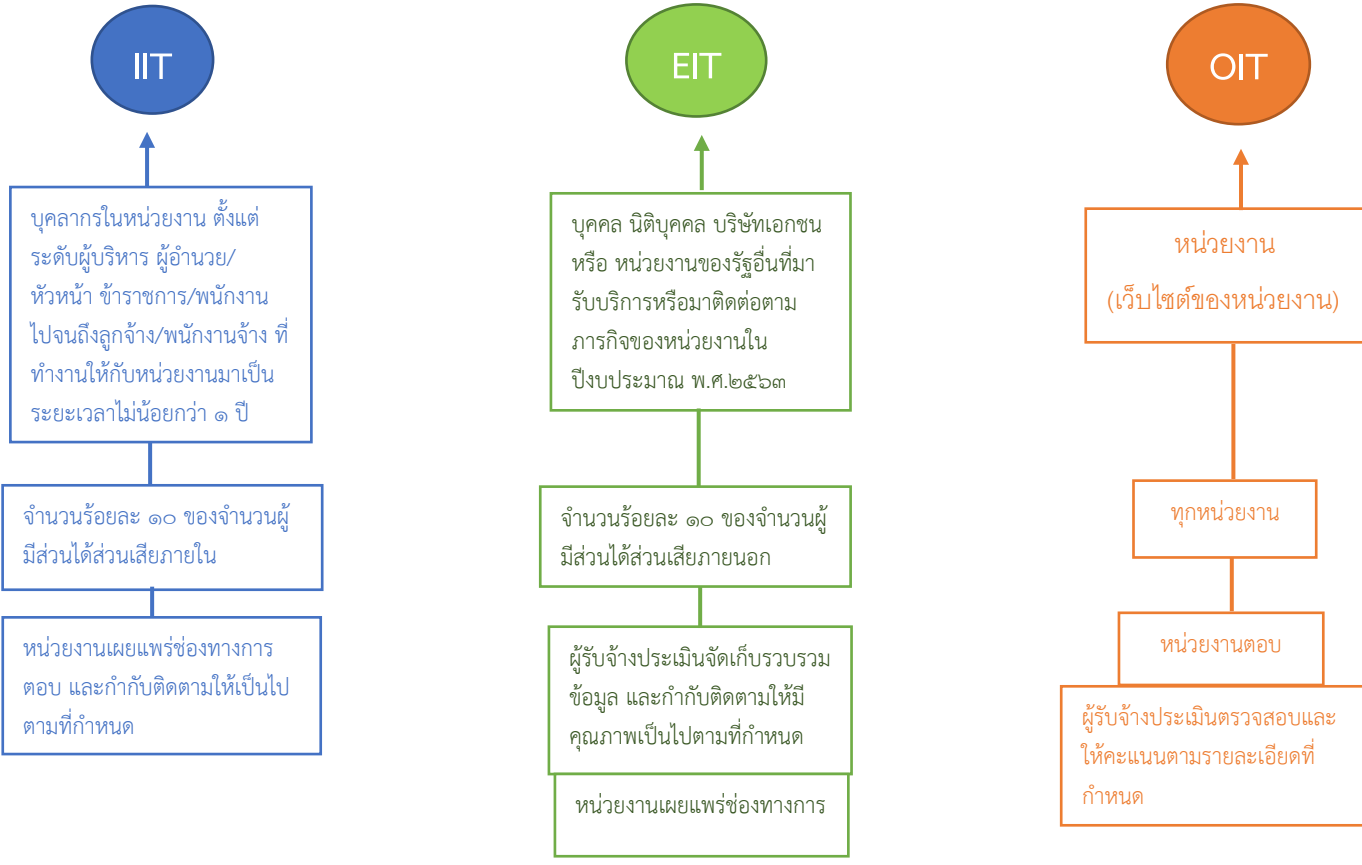 IIT
บุคลากรในหน่วยงาน ตั้งแต่
ระดับผู้บริหาร ผู้อำนวย/
หัวหน้า ข้าราชการ/พนักงาน
ไปจนถึงลูกจ้าง/พนักงานจ้าง ที่
ทำงานให้กับหน่วยงานมาเป็น
ระยะเวลาไม่น้อยกว่า ๑ ปี
จำนวนร้อยละ ๑๐ ของจำนวนผู้
มีส่วนได้ส่วนเสียภายใน
หน่วยงานเผยแพร่ช่องทางการ
ตอบ และกำกับติดตามให้เป็นไป
ตามที่กำหนด
EIT
บุคคล นิติบุคคล บริษัทเอกชน
หรือ หน่วยงานของรัฐอื่นที่มา
รับบริการหรือมาติดต่อตาม
ภารกิจของหน่วยงานใน
ปีงบประมาณ พ.ศ.๒๕๖๓
จำนวนร้อยละ ๑๐ ของจำนวนผู้
มีส่วนได้ส่วนเสียภายนอก
ผู้รับจ้างประเมินจัดเก็บรวบรวม
ข้อมูล และกำกับติดตามให้มี
คุณภาพเป็นไปตามที่กำหนด
หน่วยงานเผยแพร่ช่องทางการ
OIT
หน่วยงาน
(เว็บไซต์ของหน่วยงาน)
ทุกหน่วยงาน
หน่วยงานตอบ
ผู้รับจ้างประเมินตรวจสอบและ
ให้คะแนนตามรายละเอียดที่
กำหนด